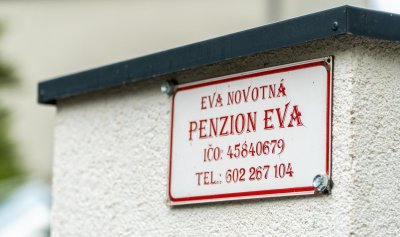 EVA NOVOTNÁ
PENZION EVA
IČO: 45840679
TEL.: 602 267 104